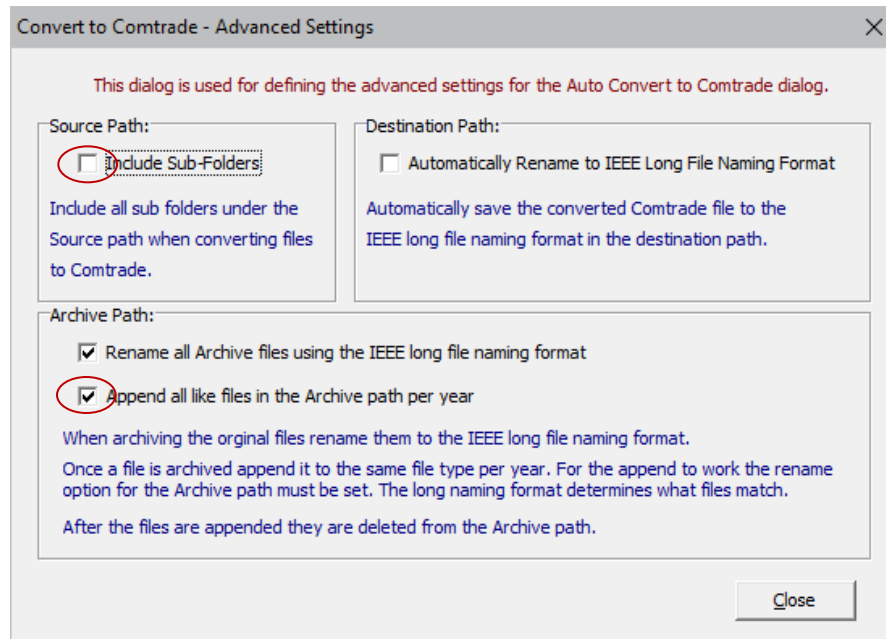 Convert to Comtrade - Advanced Settings
This dialog is used for defining the advanced settings for the Auto Convert to Comtrade dialog.
Source Path:
Include Sub-Folders
Include all sub folders under the
Source path when converting files
to Comtrade.
Destination Path:
Automatically Rename to IEEE Long File Naming Format
Automatically save the converted Comtrade file to the
IEEE long file naming format in the destination path.
Archive Path:
Rename all Archive files using the IEEE long file naming format
Append all like files in the Archive path per year
When archiving the orginal files rename them to the IEEE long file naming format.
Once a file is archived append it to the same file type per year. For the append to work the rename
option for the Archive path must be set. The long naming format determines what files match.
After the files are appended they are deleted from the Archive path.
Close